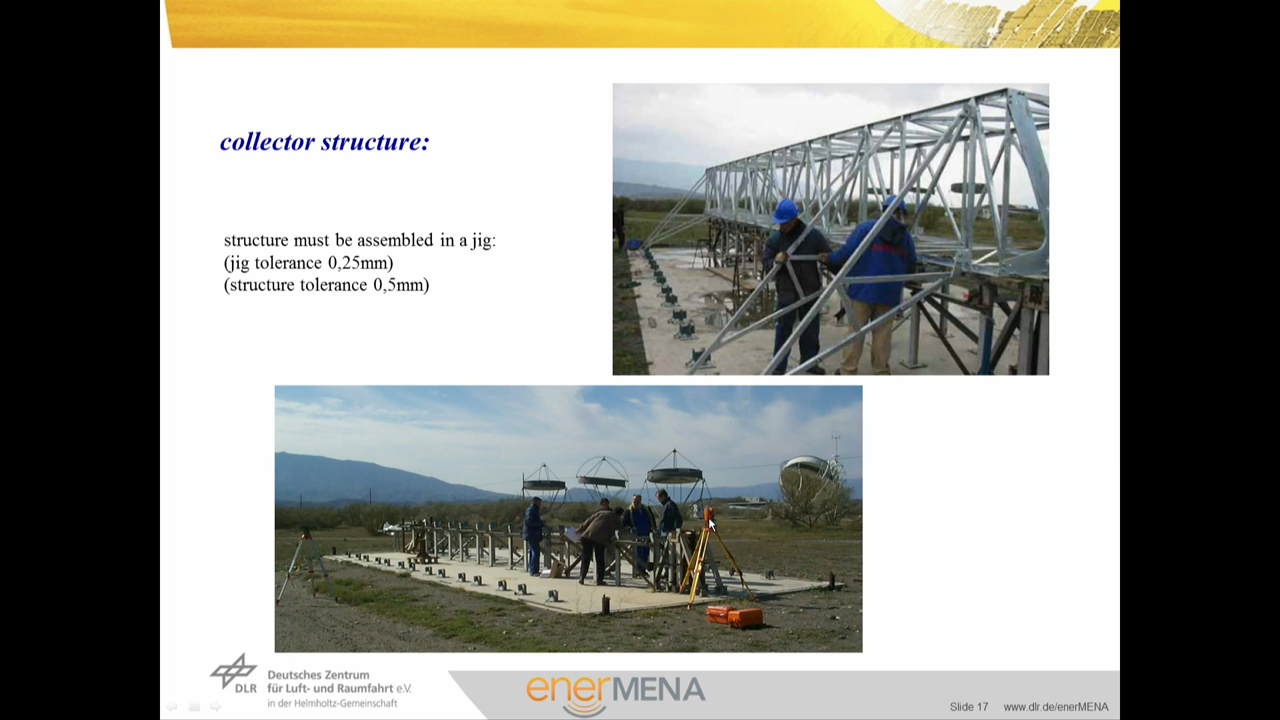 collector structure:
structure must be assembled in a jig:
(jig tolerance 0,25mm)
(structure tolerance 0,5mm)
DLR
Deutsches Zentrum
für Luft- und Raumfahrt e.V.
in der Helmholtz-Gemeinschaft
enerMENA
Slide 17 www.dlr.de/enerMENA